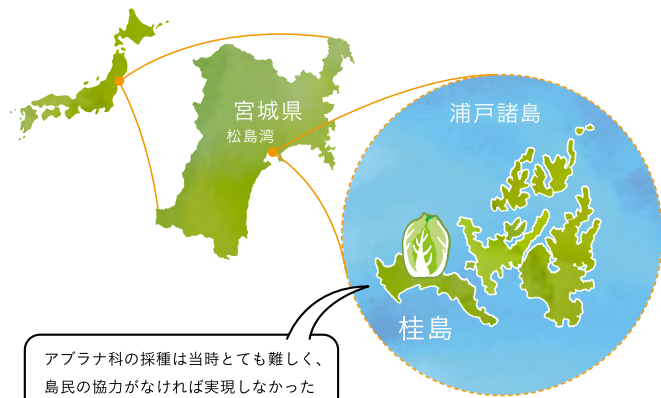 宮城県
松島湾
浦戸諸島
桂島
アブラナ科の採種は当時とても難しく、
島民の協力がなければ実現しなかった